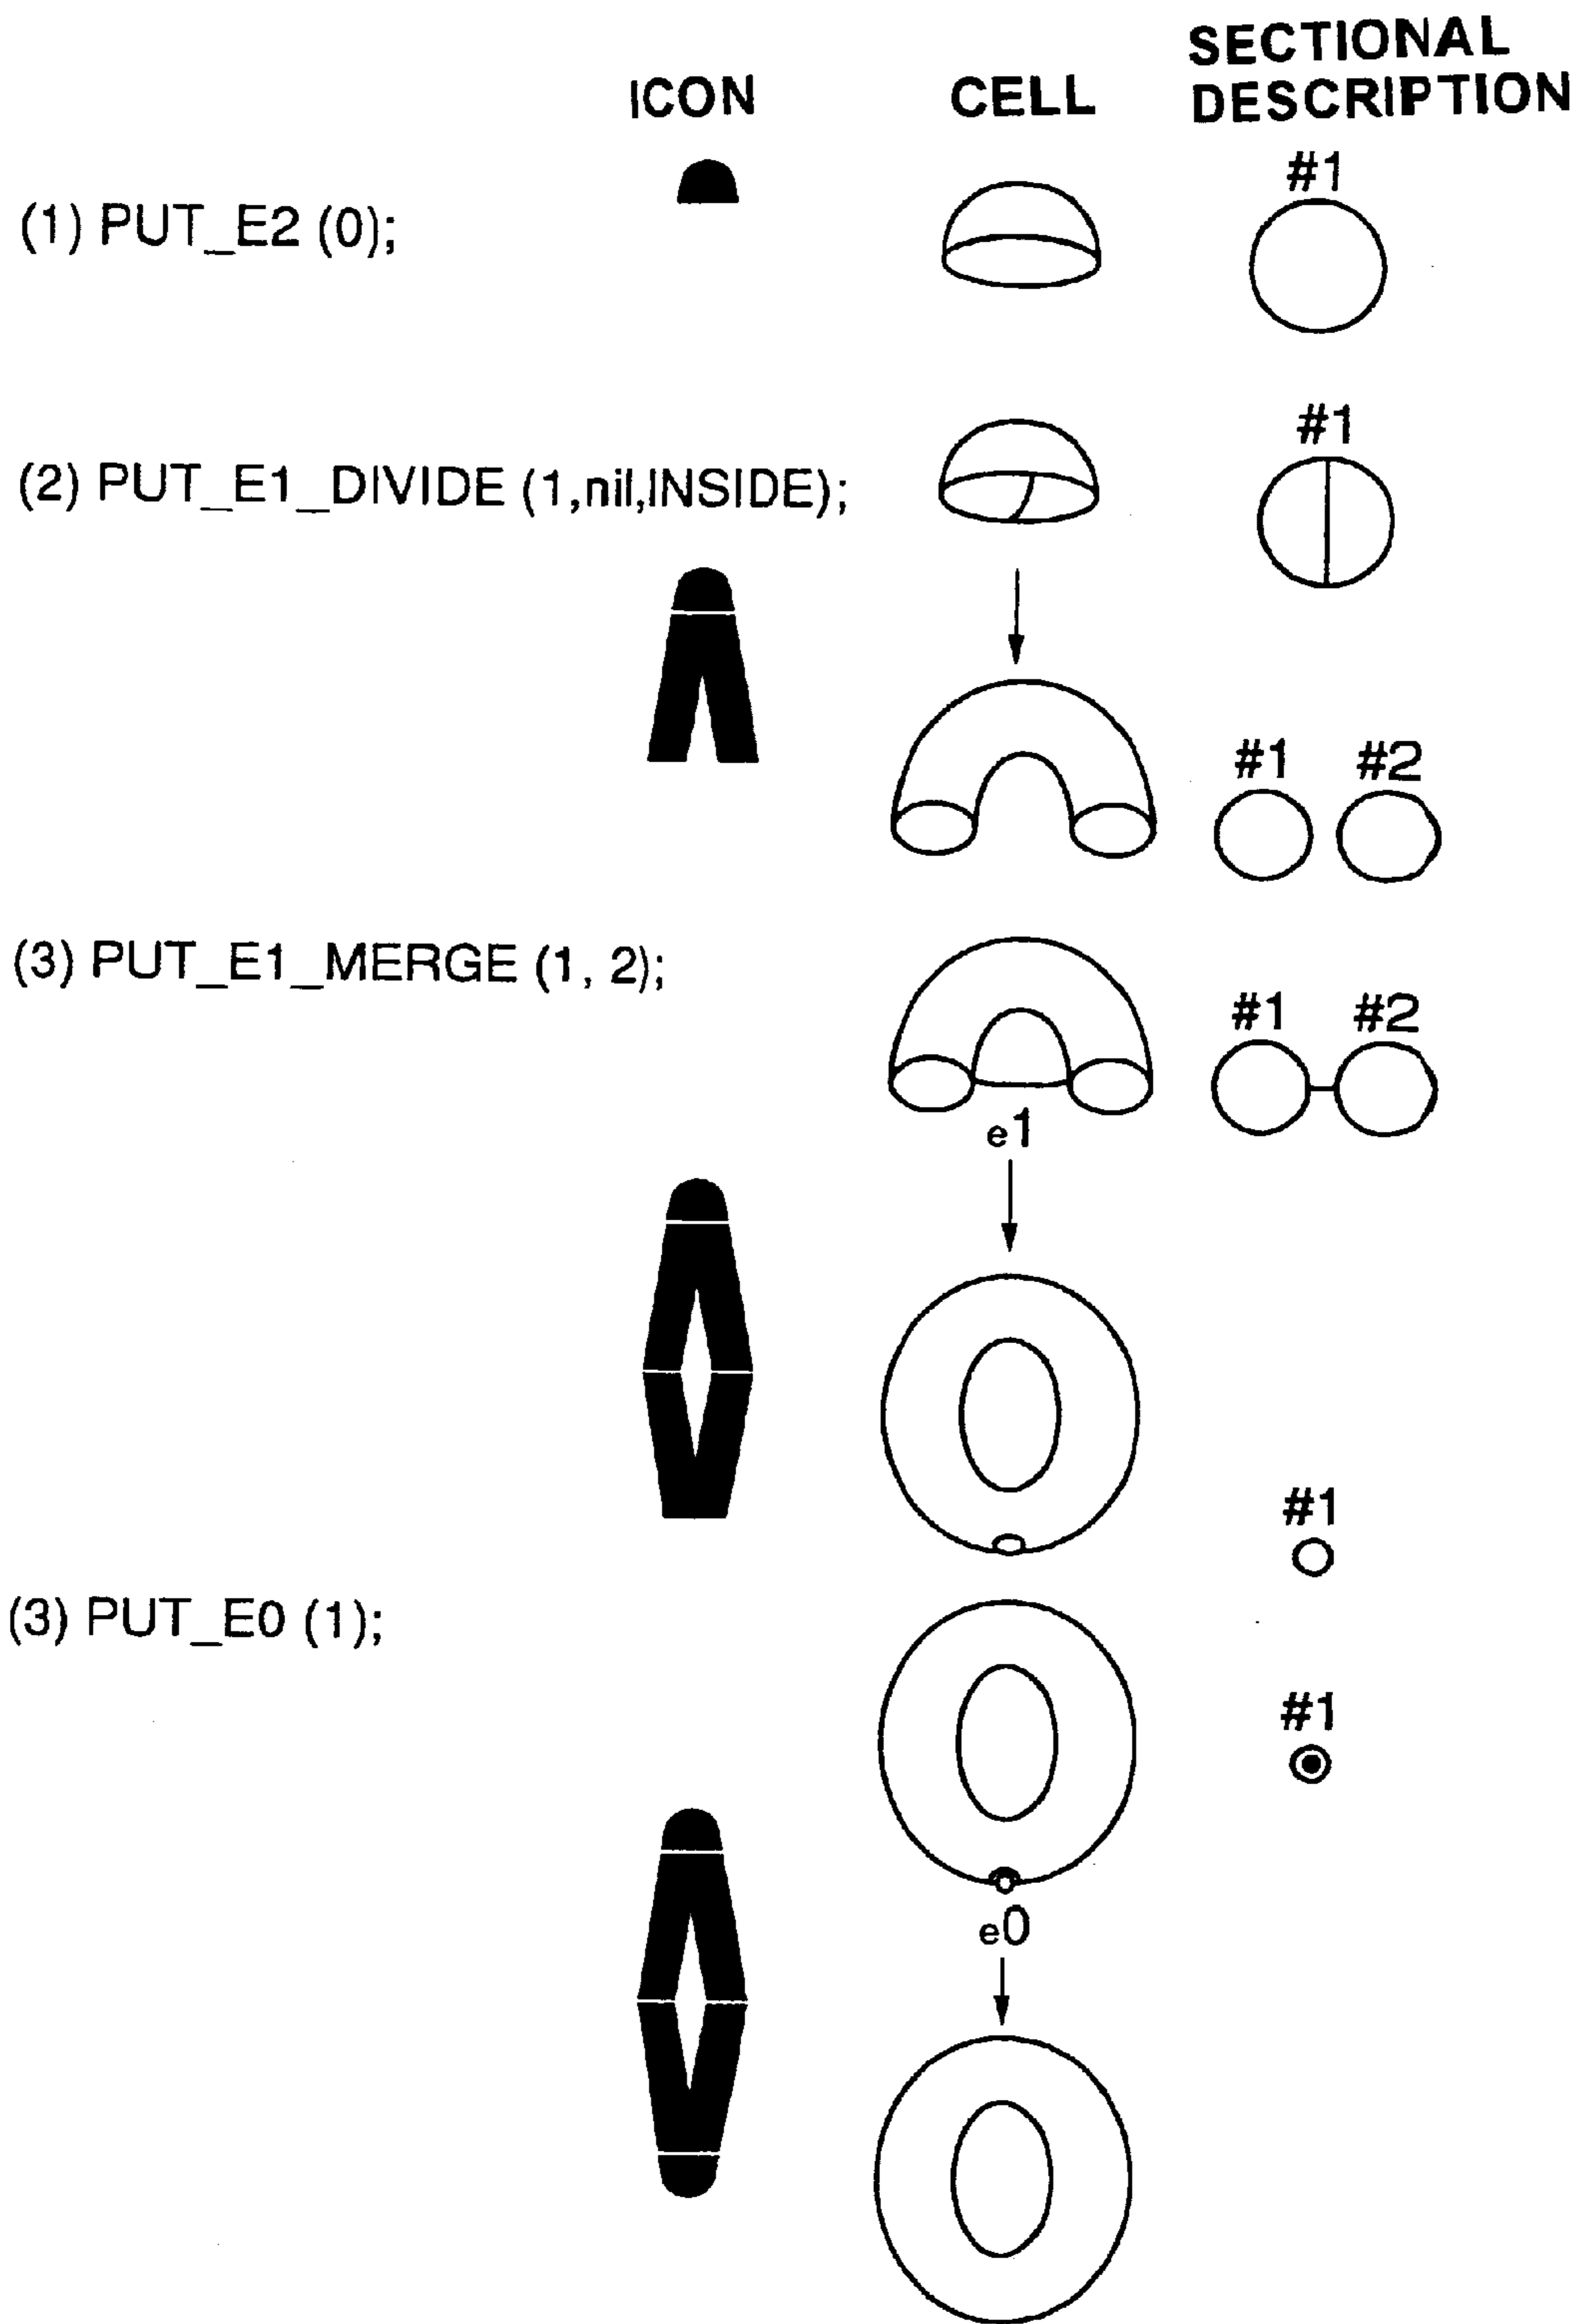 ICON CELL SECTIONAL DESCRIPTION
#1
(1) PUT_E2 (0);
#1
(2) PUT_E1_DIVIDE (1,nil,INSIDE);
#1 #2
(3) PUT_E1_MERGE (1, 2);
#1 #2
e1
#1
(3) PUT_E0 (1);
#1
e0